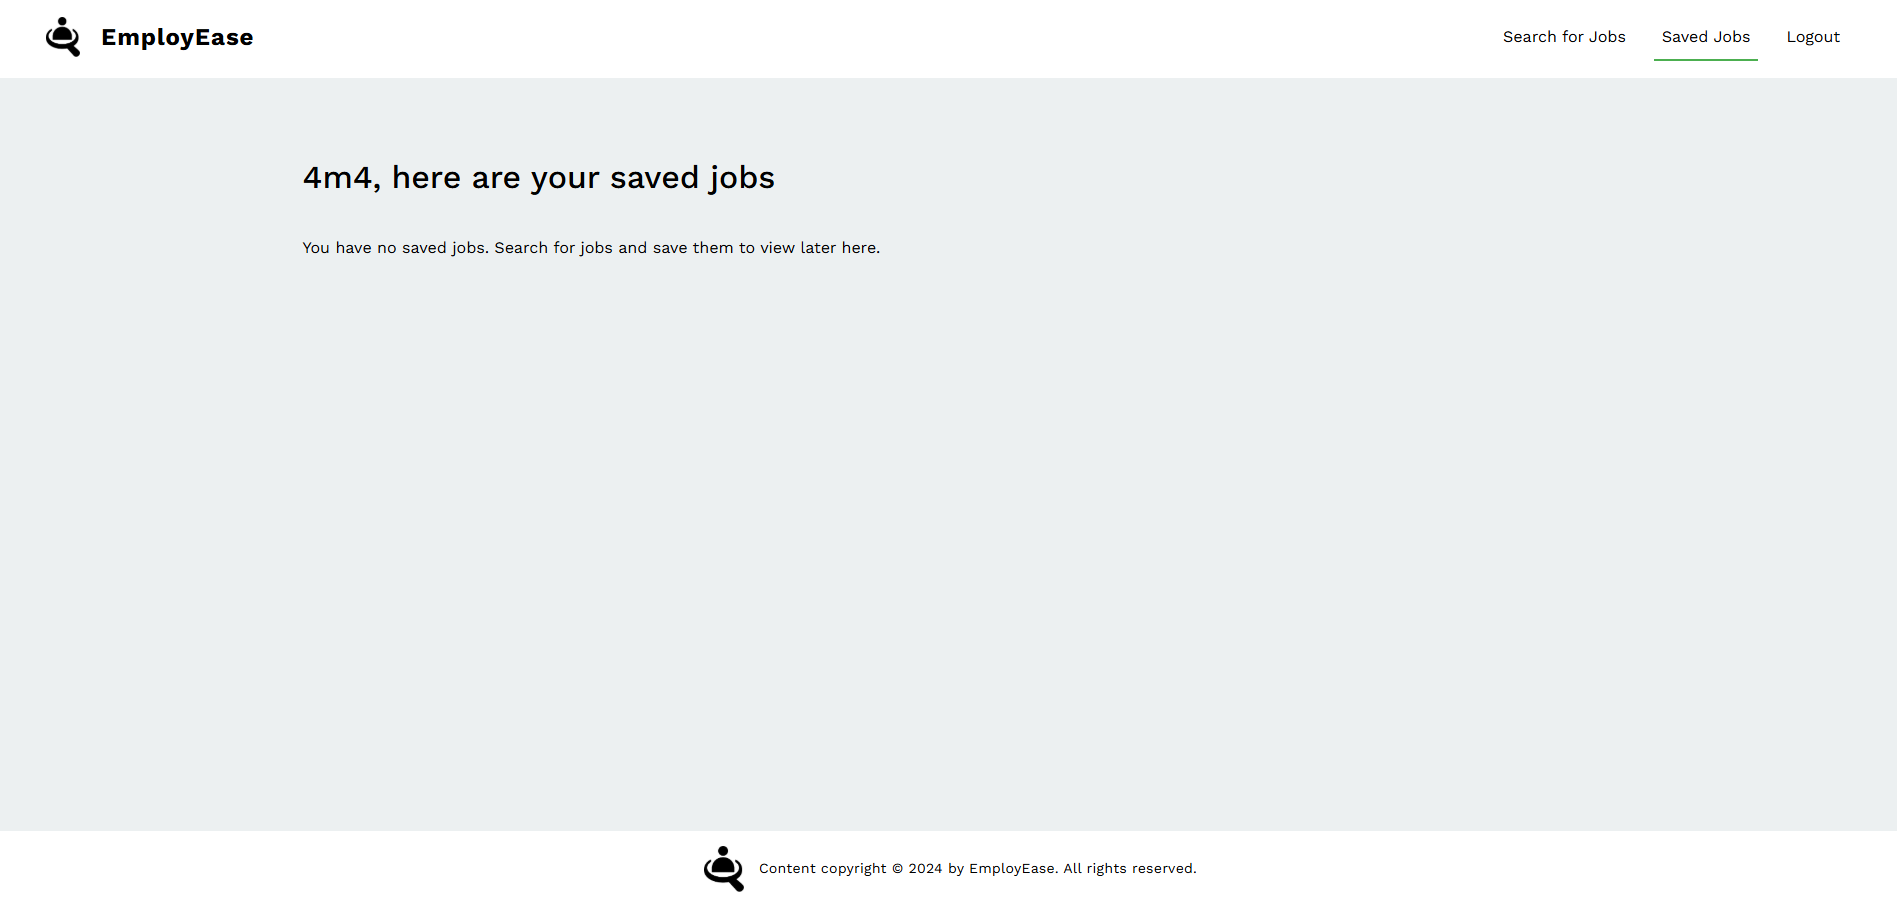 EmployEase
Search for Jobs
Saved Jobs
Logout
4m4, here are your saved jobs
You have no saved jobs. Search for jobs and save them to view later here.
Content copyright © 2024 by EmployEase. All rights reserved.